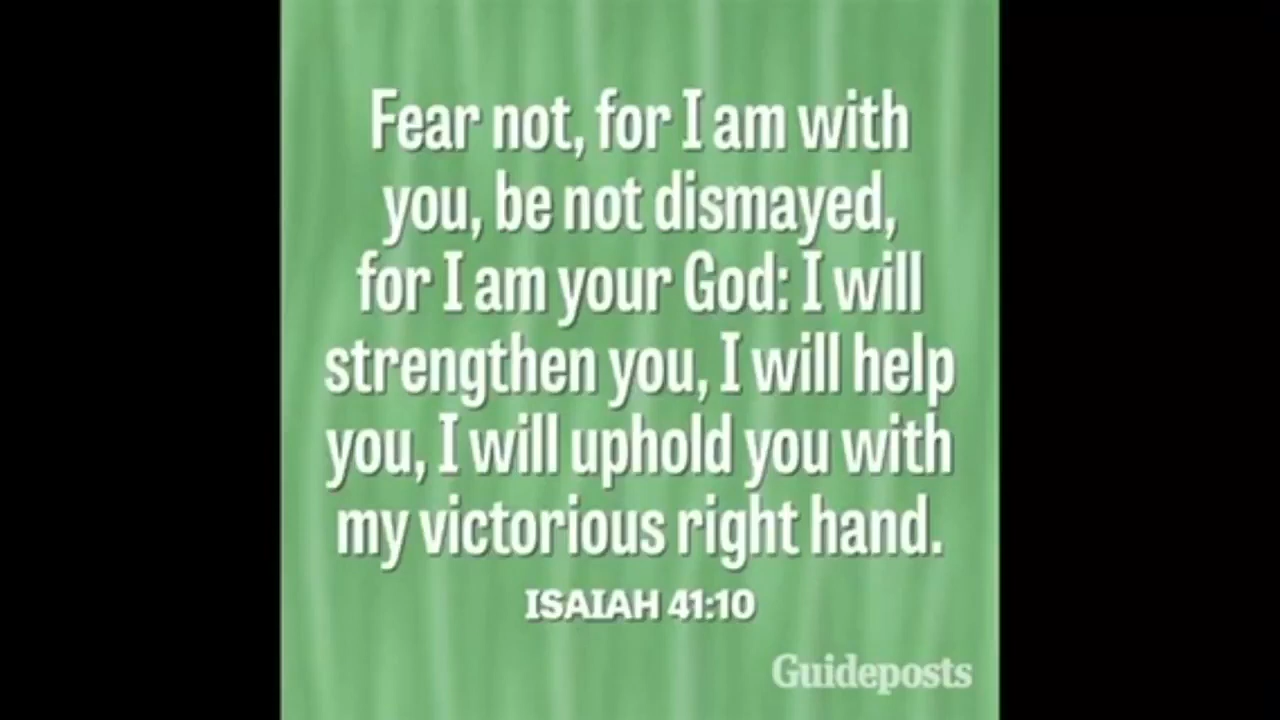 Fear not, for I am with
you, be not dismayed,
for I am your God: I will
strengthen you, I will help
you, I will uphold you with
my victorious right hand.
ISAIAH 41:10
Guideposts